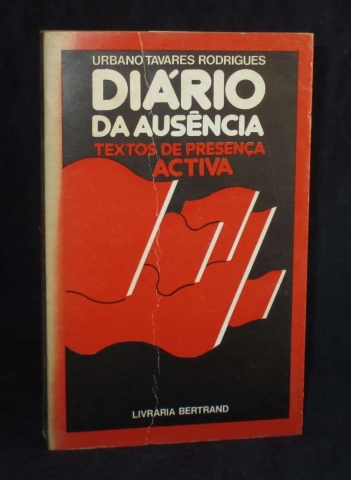 URBANO TAVARES RODRIGUES
DIÁRIO
DA AUSÊNCIA
TEXTOS DE PRESENÇA
ACTIVA
LIVRARIA BERTRAND